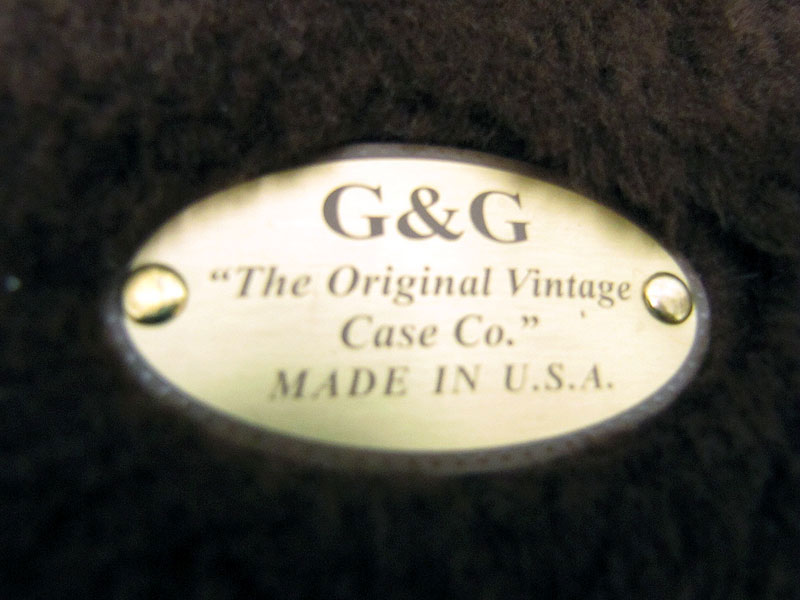 G&G
“The Original Vintage
Case Co.”
MADE IN U.S.A.